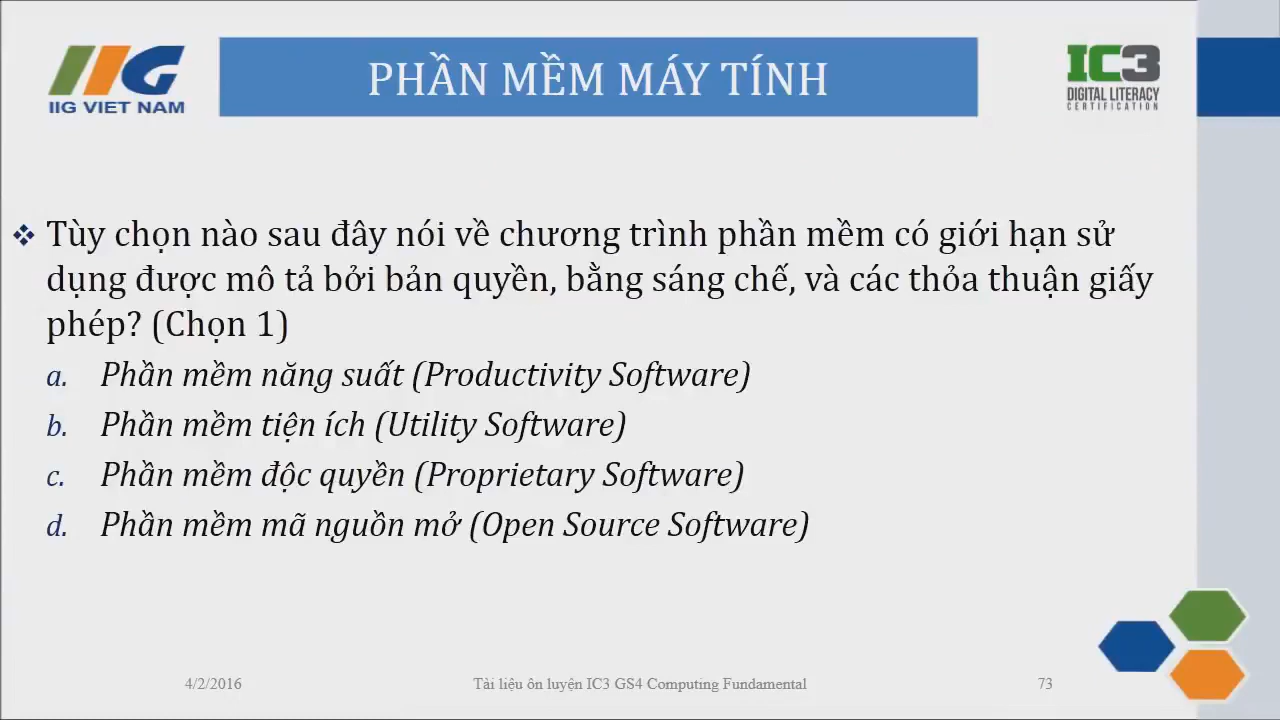 IIG VIET NAM
PHẦN MỀM MÁY TÍNH
IC3
DIGITAL LITERACY
CERTIFICATION
Tùy chọn nào sau đây nói về chương trình phần mềm có giới hạn sử
dụng được mô tả bởi bản quyền, bằng sáng chế, và các thỏa thuận giấy
phép? (Chọn 1)
a. Phần mềm năng suất (Productivity Software)
b. Phần mềm tiện ích (Utility Software)
c. Phần mềm độc quyền (Proprietary Software)
d. Phần mềm mã nguồn mở (Open Source Software)
4/2/2016
Tài liệu ôn luyện IC3 GS4 Computing Fundamental
73